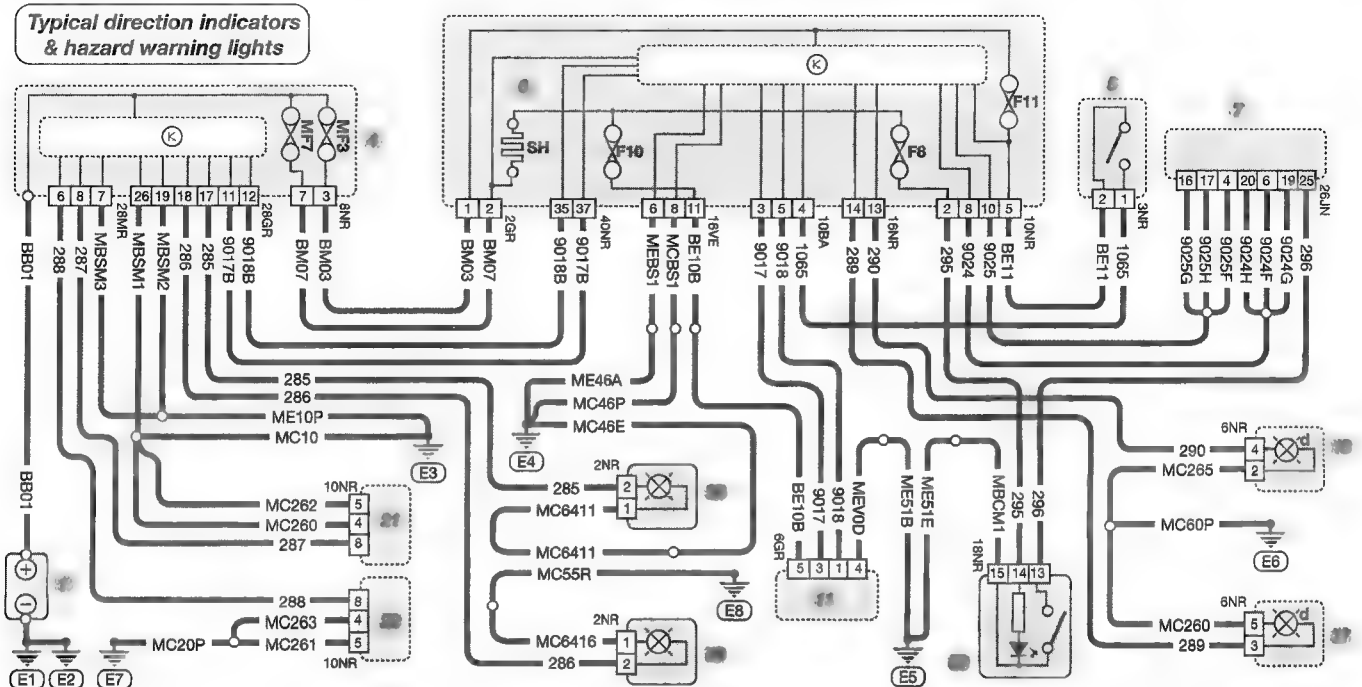 Typical direction indicators
& hazard warning lights
K
MF7
MF3
6
8
7
26
19
18
17
11
12
7
3
28MR
28GR
8NR
BB01
288
287
MBSM3
MBSM1
MBSM2
286
285
9017B
9018B
BM07
BM03
K
SH
F10
F8
F11
1
2
35
37
6
8
11
3
5
4
14
13
2
8
10
5
2GR
40NR
16VE
10BA
16NR
10NR
BM03
BM07
9018B
9017B
MEBS1
MCBS1
BE10B
9017
9018
1065
289
290
295
9024
9025
BE11
2
1
3NR
BE11
1065
7
16
17
4
20
6
19
25
26JN
9025G
9025H
9025F
9024H
9024F
9024G
296
285
286
ME10P
MC10
E3
ME46A
MC46P
MC46E
E4
BB01
MC262
MC260
287
10NR
5
4
8
21
288
MC263
MC261
10NR
8
4
5
MC20P
E1
E2
E7
285
MC6411
2NR
2
1
MC6411
MC55R
E8
MC6416
286
2NR
1
2
BE10B
9017
9018
MEV0D
6GR
5
3
1
4
11
ME51B
ME51E
E5
MBCM1
295
296
18NR
15
14
13
290
MC265
6NR
4
2
d
MC60P
E6
MC260
289
6NR
5
3
d